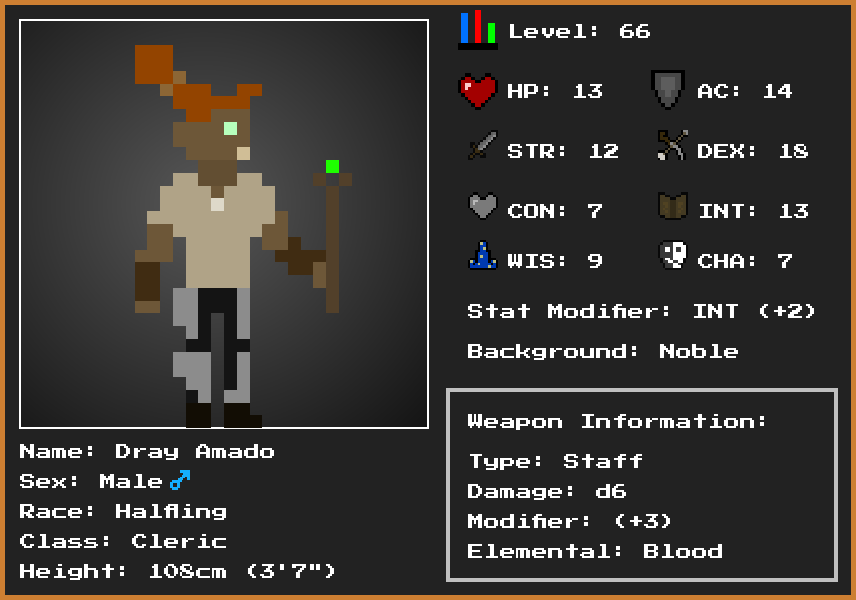 Level: 66
HP: 13 AC: 14
STR: 12 DEX: 18
CON: 7 INT: 13
WIS: 9 CHA: 7
Stat Modifier: INT (+2)
Background: Noble
Weapon Information:
Type: Staff
Damage: d6
Modifier: (+3)
Elemental: Blood
Name: Dray Amado
Sex: Male ♂
Race: Halfling
Class: Cleric
Height: 108cm (3'7")